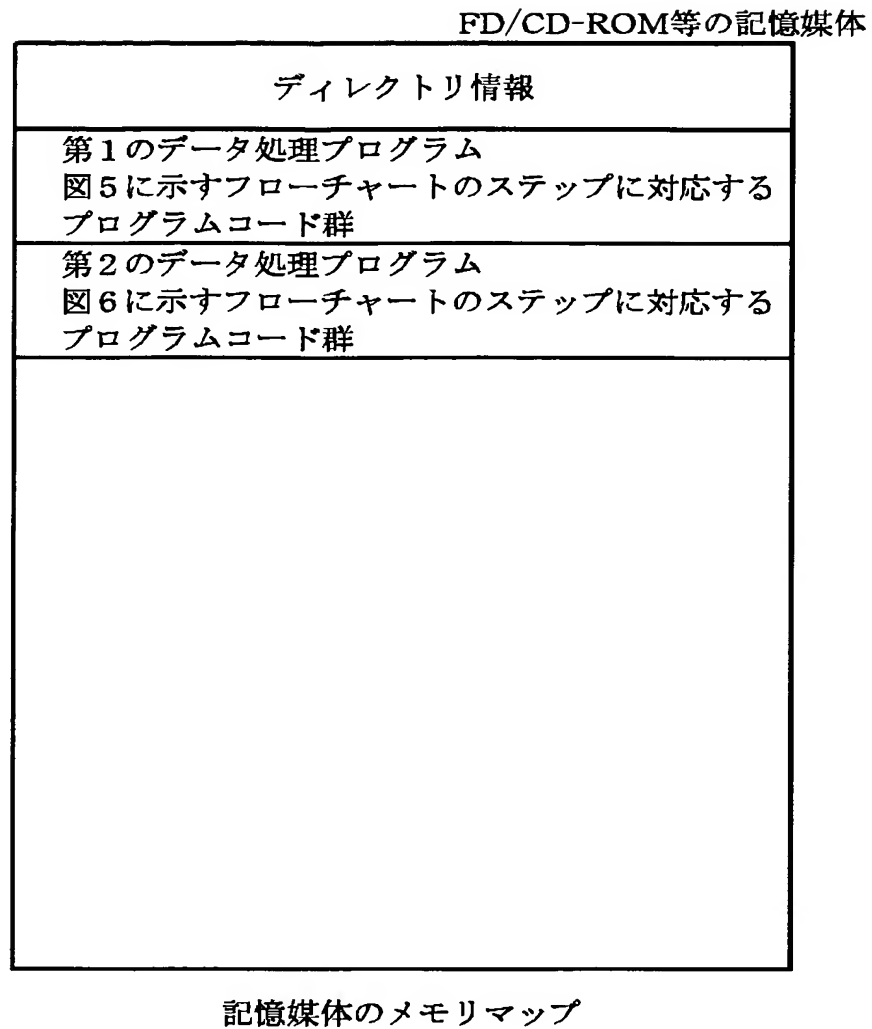 FD/CD-ROM等の記憶媒体
ディレクトリ情報
第1のデータ処理プログラム
図5に示すフローチャートのステップに対応する
プログラムコード群
第2のデータ処理プログラム
図6に示すフローチャートのステップに対応する
プログラムコード群
記憶媒体のメモリマップ